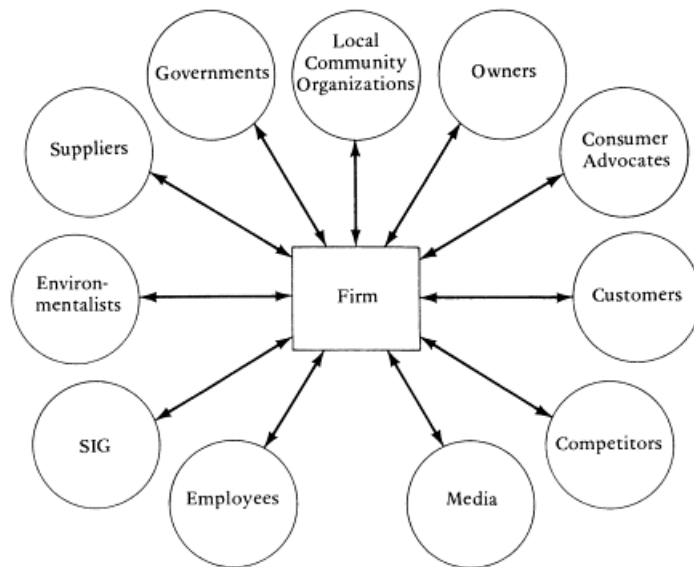 Local
Community
Organizations
Governments
Owners
Suppliers
Consumer
Advocates
Environ-
mentalists
Firm
Customers
SIG
Competitors
Employees
Media